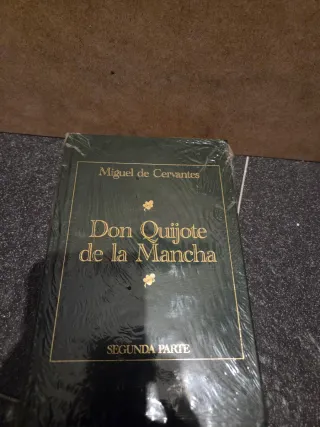 Miguel de Cervantes
Don Quijote
de la Mancha
SEGUNDA PARTE